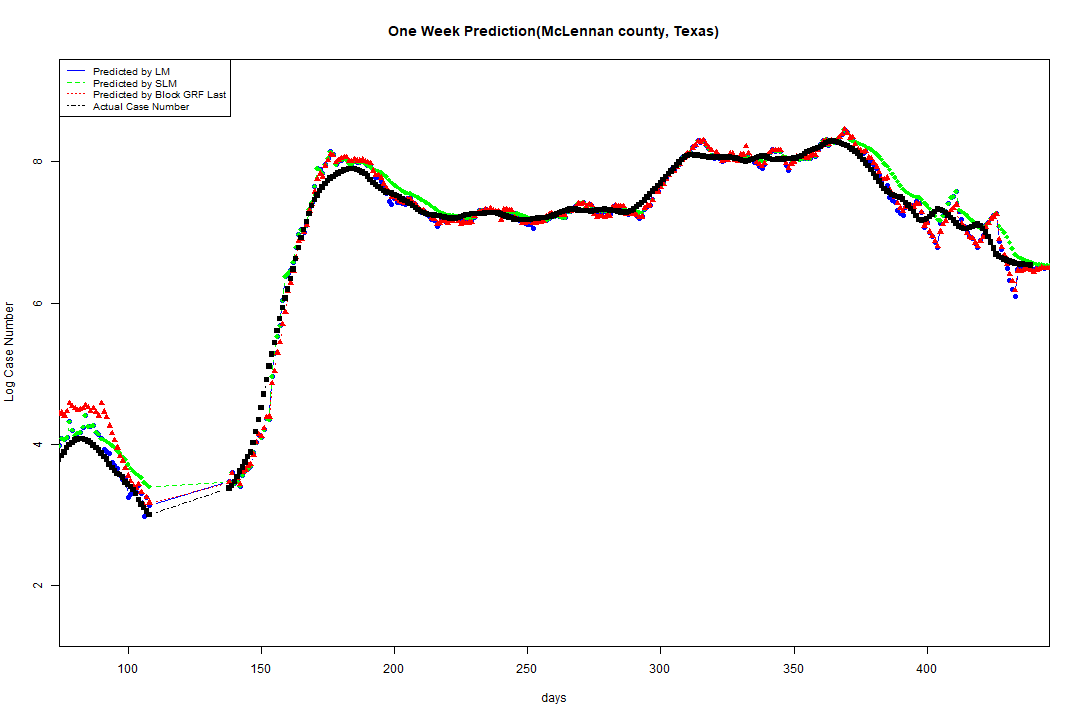 One Week Prediction(McLennan county, Texas)
Predicted by LM
Predicted by SLM
Predicted by Block GRF Last
Actual Case Number
8
6
4
2
Log Case Number
100 150 200 250 300 350 400
days